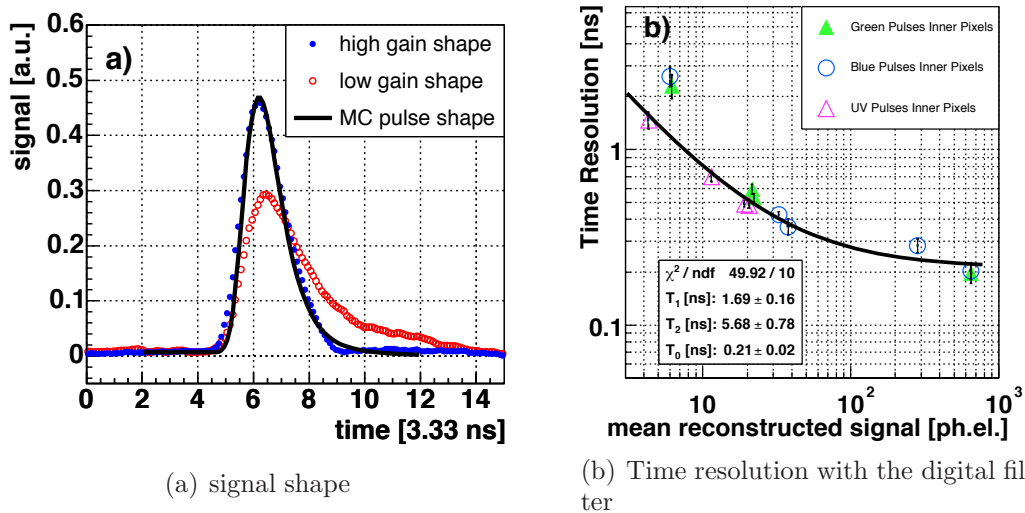 0.6
0.5
0.4
0.3
0.2
0.1
0
signal [a.u.]
a)
high gain shape
low gain shape
MC pulse shape
0 2 4 6 8 10 12 14
time [3.33 ns]
(a) signal shape
Time Resolution [ns]
1
0.1
b)
Green Pulses Inner Pixels
Blue Pulses Inner Pixels
UV Pulses Inner Pixels
χ² / ndf 49.92 / 10
T₁ [ns]: 1.69 ± 0.16
T₂ [ns]: 5.68 ± 0.78
T₀ [ns]: 0.21 ± 0.02
10 10² 10³
mean reconstructed signal [ph.el.]
(b) Time resolution with the digital fil
ter